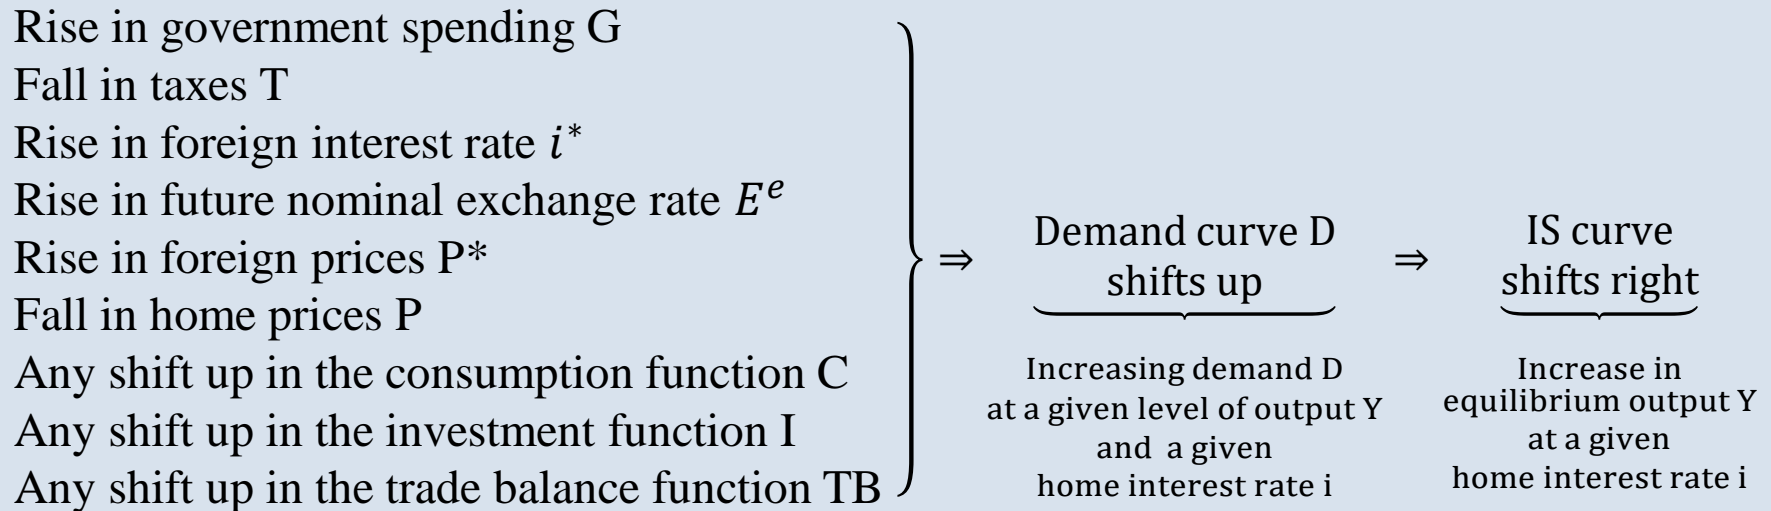 Rise in government spending G
Fall in taxes T
Rise in foreign interest rate i*
Rise in future nominal exchange rate Eᵉ
Rise in foreign prices P*
Fall in home prices P
Any shift up in the consumption function C
Any shift up in the investment function I
Any shift up in the trade balance function TB
⇒
Demand curve D
shifts up
Increasing demand D
at a given level of output Y
and a given
home interest rate i
⇒
IS curve
shifts right
Increase in
equilibrium output Y
at a given
home interest rate i